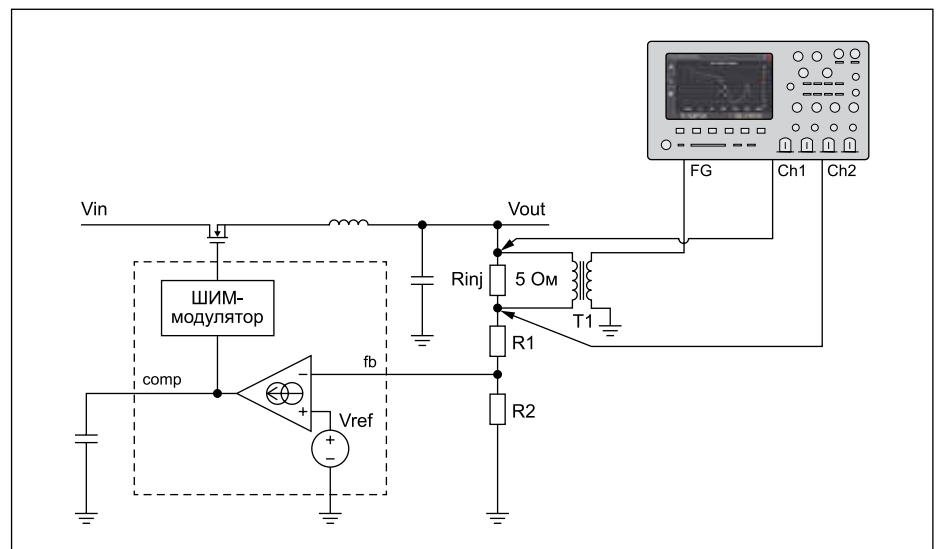 FG
Ch1
Ch2
Vin
Vout
Rinj
5 Ом
T1
ШИМ-
модулятор
R1
fb
comp
R2
Vref